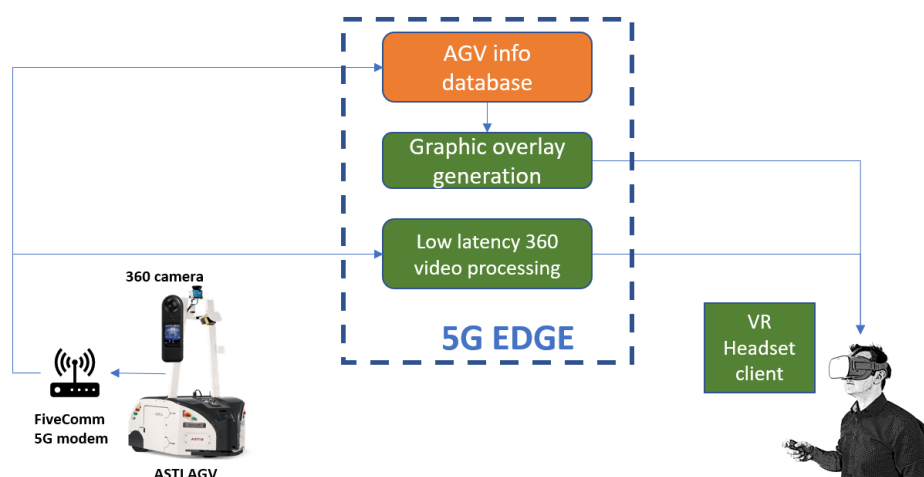 AGV info
database
Graphic overlay
generation
Low latency 360
video processing
5G EDGE
360 camera
FiveComm
5G modem
ASTI AGV
VR
Headset
client